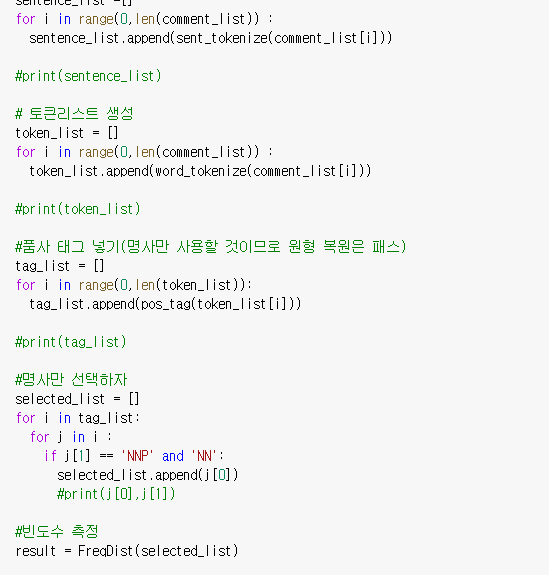 sentence_list =[]
for i in range(0,len(comment_list)) :
  sentence_list.append(sent_tokenize(comment_list[i]))

#print(sentence_list)

# 토큰리스트 생성
token_list = []
for i in range(0,len(comment_list)) :
  token_list.append(word_tokenize(comment_list[i]))

#print(token_list)

#품사 태그 넣기(명사만 사용할 것이므로 원형 복원은 패스)
tag_list = []
for i in range(0,len(token_list)):
  tag_list.append(pos_tag(token_list[i]))

#print(tag_list)

#명사만 선택하자
selected_list = []
for i in tag_list:
  for j in i :
    if j[1] == 'NNP' and 'NN':
      selected_list.append(j[0])
      #print(j[0],j[1])

#빈도수 측정
result = FreqDist(selected_list)